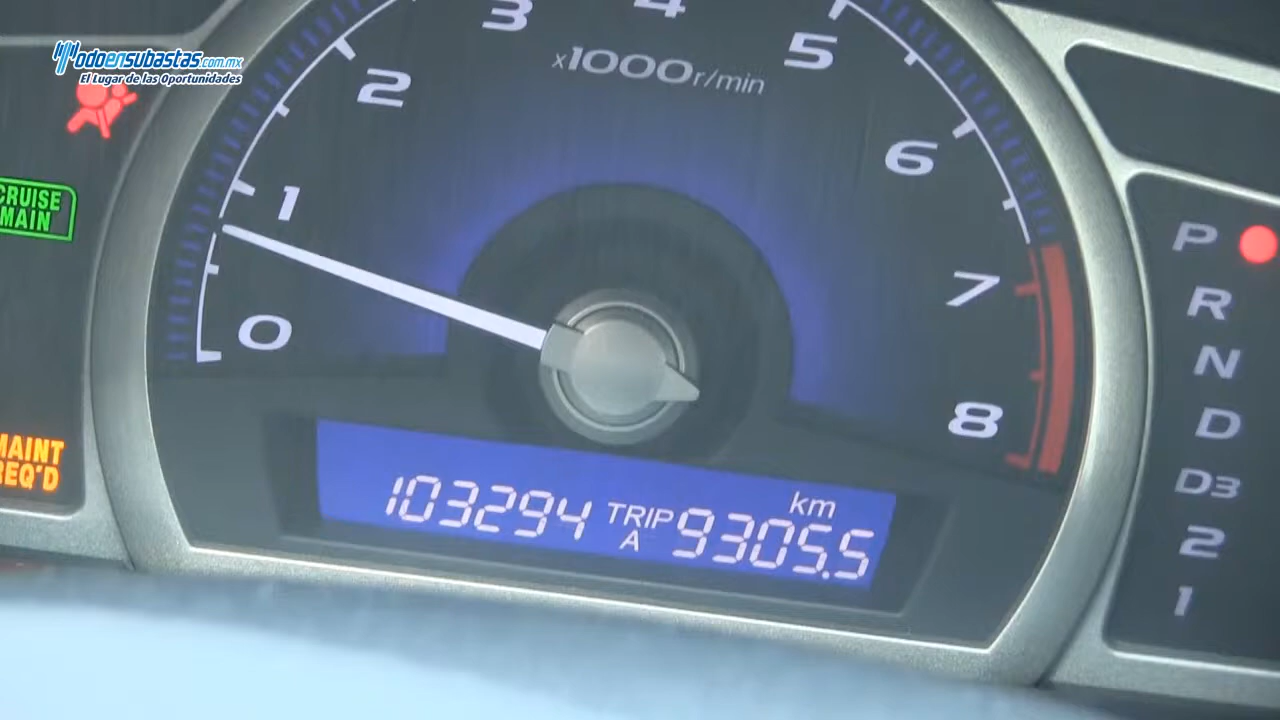 Todoensubastas.com.mx
El Lugar de las Oportunidades
3
4
5
2
x1000r/min
6
CRUISE
MAIN
1
P
7
R
0
N
8
D
MAINT
REQ'D
D3
km
103294 TRIP A 9305.5
2
1